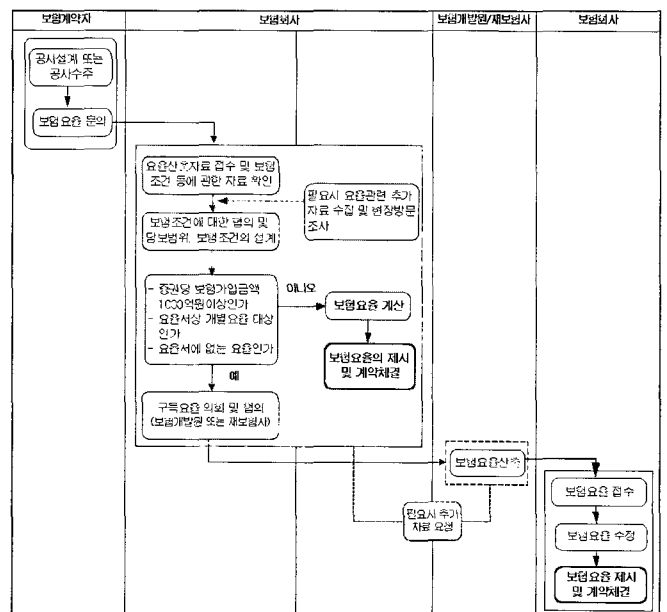 보험계약자
보험회사
보험개발원/재보험사
보험회사
공사설계 또는
공사수주
보험요율 문의
요율산출자료 접수 및 보험
조건 등에 관한 자료 확인
필요시 요율관련 추가
자료 수집 및 현장방문
조사
보험조건에 대한 협의 및
담보범위, 보험조건의 설계
- 증권당 보험가입금액
1000억원이상인가
- 요율서상 개별요율 대상
인가
- 요율서에 없는 요율인가
아니오
보험요율 계산
보험요율의 제시
및 계약체결
예
구득요율 의뢰 및 협의
(보험개발원 또는 재보험사)
보험요율산출
필요시 추가
자료 요청
보험요율 접수
보험요율 수정
보험요율 제시
및 계약체결